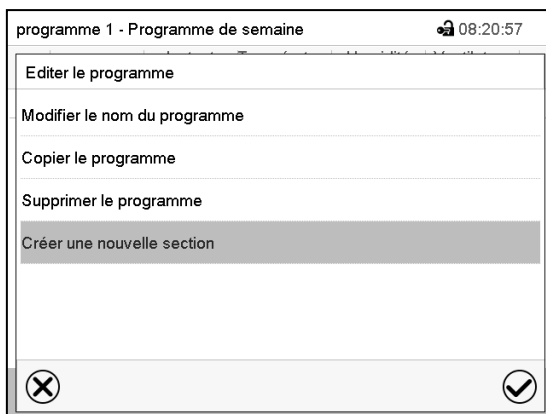 programme 1 - Programme de semaine 08:20:57
Editer le programme
Modifier le nom du programme
Copier le programme
Supprimer le programme
Créer une nouvelle section